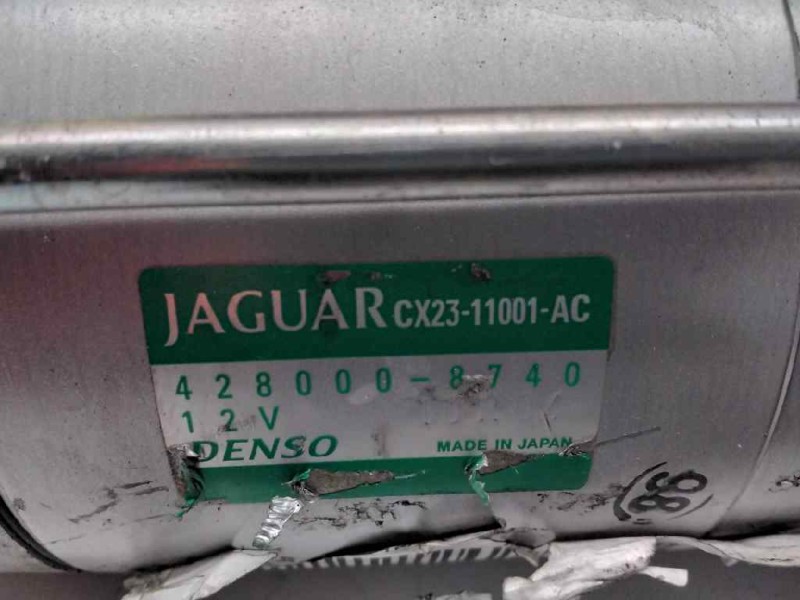 JAGUAR CX23-11001-AC
428000-8740
12V
DENSO MADE IN JAPAN